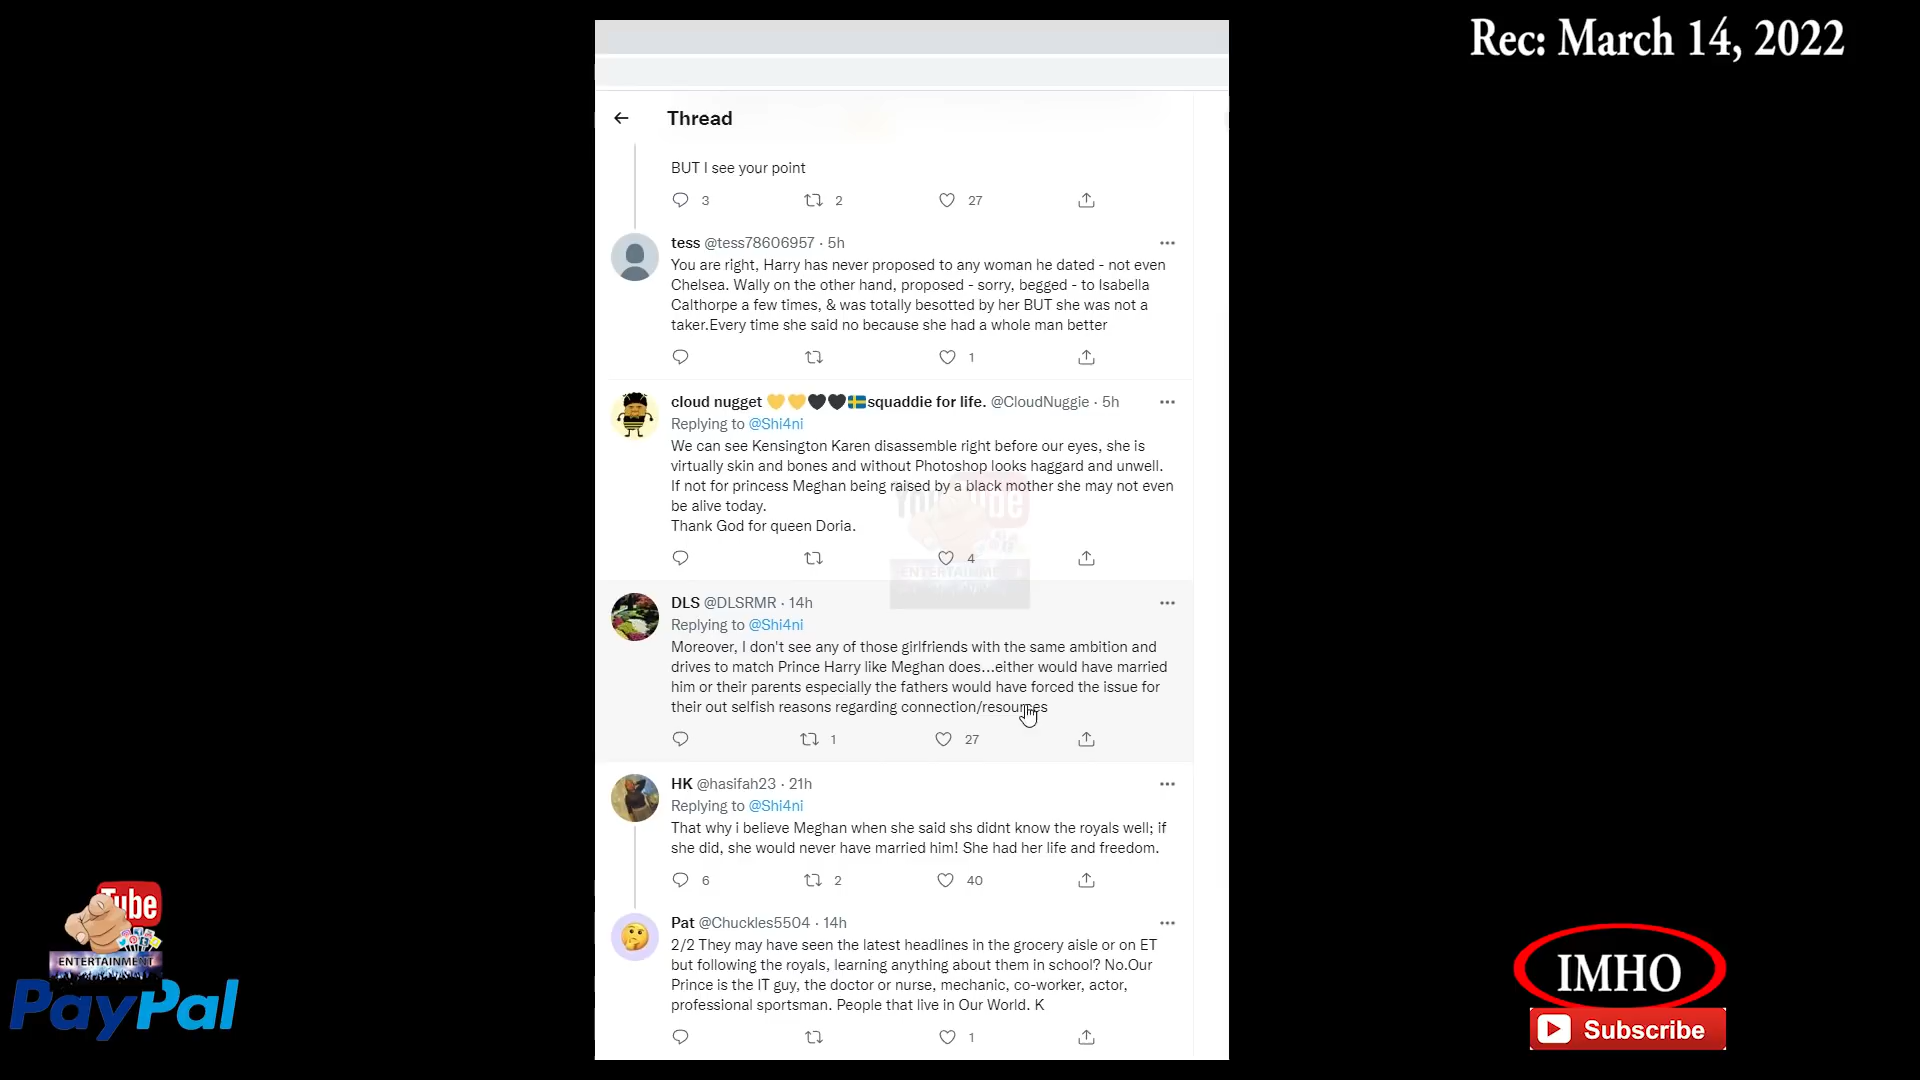 Rec: March 14, 2022
Thread
BUT I see your point
3 2 27
tess @tess78606957 · 5h
You are right, Harry has never proposed to any woman he dated - not even
Chelsea. Wally on the other hand, proposed - sorry, begged - to Isabella
Calthorpe a few times, & was totally besotted by her BUT she was not a
taker.Every time she said no because she had a whole man better
1
cloud nugget 💛💛🖤🖤🇸🇪squaddie for life. @CloudNuggie · 5h
Replying to @Shi4ni
We can see Kensington Karen disassemble right before our eyes, she is
virtually skin and bones and without Photoshop looks haggard and unwell.
If not for princess Meghan being raised by a black mother she may not even
be alive today.
Thank God for queen Doria.
4
YouTube
ENTERTAINMENT
DLS @DLSRMR · 14h
Replying to @Shi4ni
Moreover, I don't see any of those girlfriends with the same ambition and
drives to match Prince Harry like Meghan does...either would have married
him or their parents especially the fathers would have forced the issue for
their out selfish reasons regarding connection/resources
1 27
HK @hasifah23 · 21h
Replying to @Shi4ni
That why i believe Meghan when she said shs didnt know the royals well; if
she did, she would never have married him! She had her life and freedom.
6 2 40
Pat @Chuckles5504 · 14h
2/2 They may have seen the latest headlines in the grocery aisle or on ET
but following the royals, learning anything about them in school? No.Our
Prince is the IT guy, the doctor or nurse, mechanic, co-worker, actor,
professional sportsman. People that live in Our World. K
1
Tube
ENTERTAINMENT
PayPal
IMHO
Subscribe